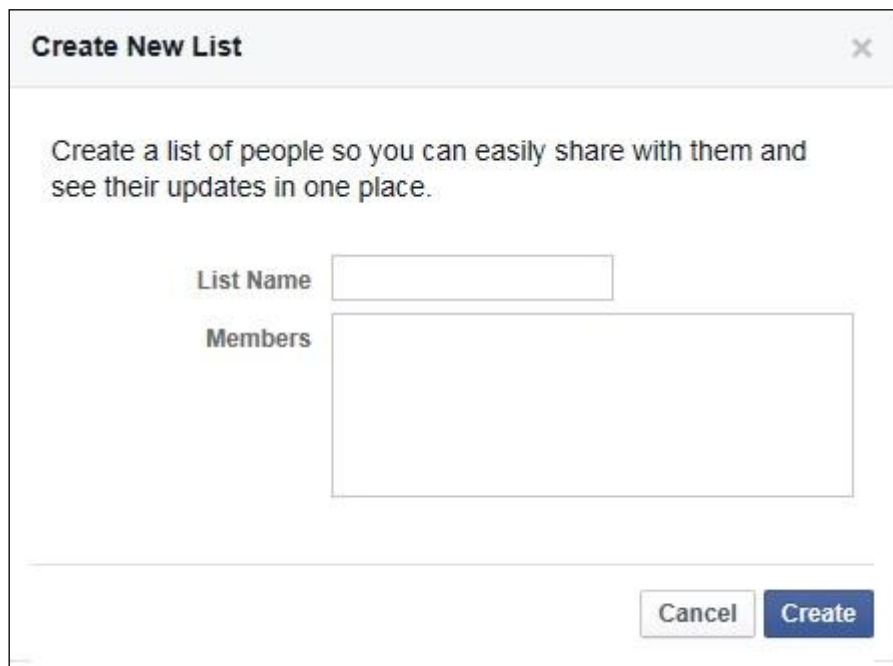 Create New List
Create a list of people so you can easily share with them and
see their updates in one place.
List Name
Members
Cancel Create